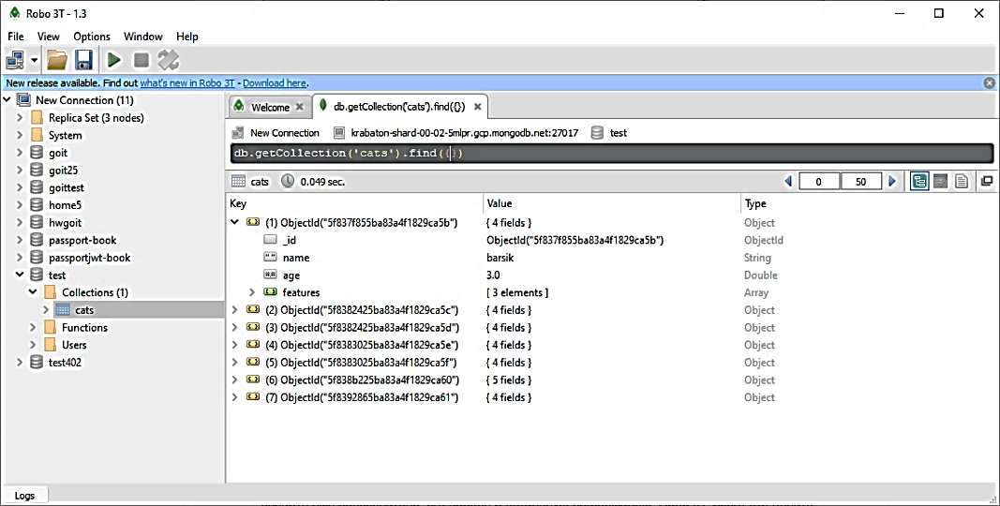 Robo 3T - 1.3
File View Options Window Help
New release available. Find out what's new in Robo 3T - Download here.
New Connection (11)
Replica Set (3 nodes)
System
goit
goit25
goittest
home5
hwgoit
passport-book
passportjwt-book
test
Collections (1)
cats
Functions
Users
test402
Welcome db.getCollection('cats').find({})
New Connection krabaton-shard-00-02-5mlpr.gcp.mongodb.net:27017 test
db.getCollection('cats').find({})
cats 0.049 sec. 0 50
Key Value Type
(1) ObjectId("5f837f855ba83a4f1829ca5b") { 4 fields } Object
_id ObjectId("5f837f855ba83a4f1829ca5b") ObjectId
name barsik String
age 3.0 Double
features [ 3 elements ] Array
(2) ObjectId("5f8382425ba83a4f1829ca5c") { 4 fields } Object
(3) ObjectId("5f8382425ba83a4f1829ca5d") { 4 fields } Object
(4) ObjectId("5f8383025ba83a4f1829ca5e") { 4 fields } Object
(5) ObjectId("5f8383025ba83a4f1829ca5f") { 4 fields } Object
(6) ObjectId("5f838b225ba83a4f1829ca60") { 5 fields } Object
(7) ObjectId("5f8392865ba83a4f1829ca61") { 4 fields } Object
Logs